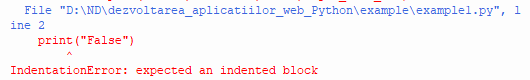 File "D:\ND\dezvoltarea_aplicatiilor_web_Python\example\example1.py", l
ine 2
print("False")
^
IndentationError: expected an indented block